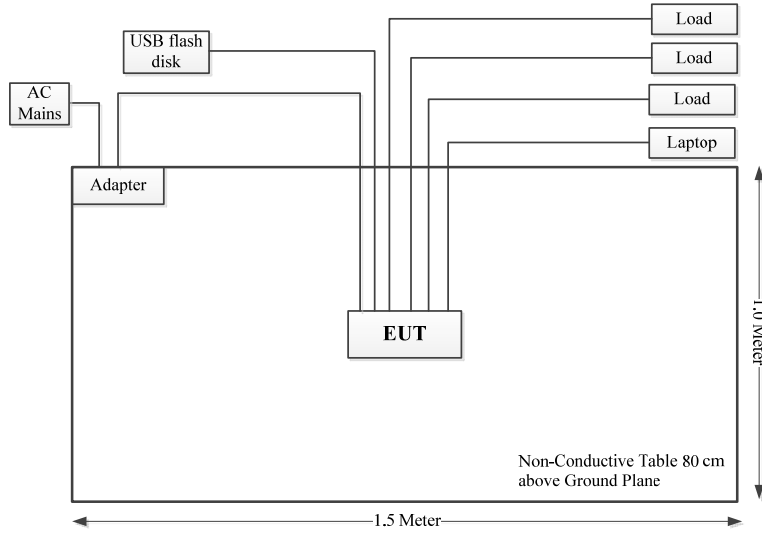 Load
USB flash
disk
Load
AC
Mains
Load
Laptop
Adapter
EUT
1.0 Meter
Non-Conductive Table 80 cm
above Ground Plane
1.5 Meter